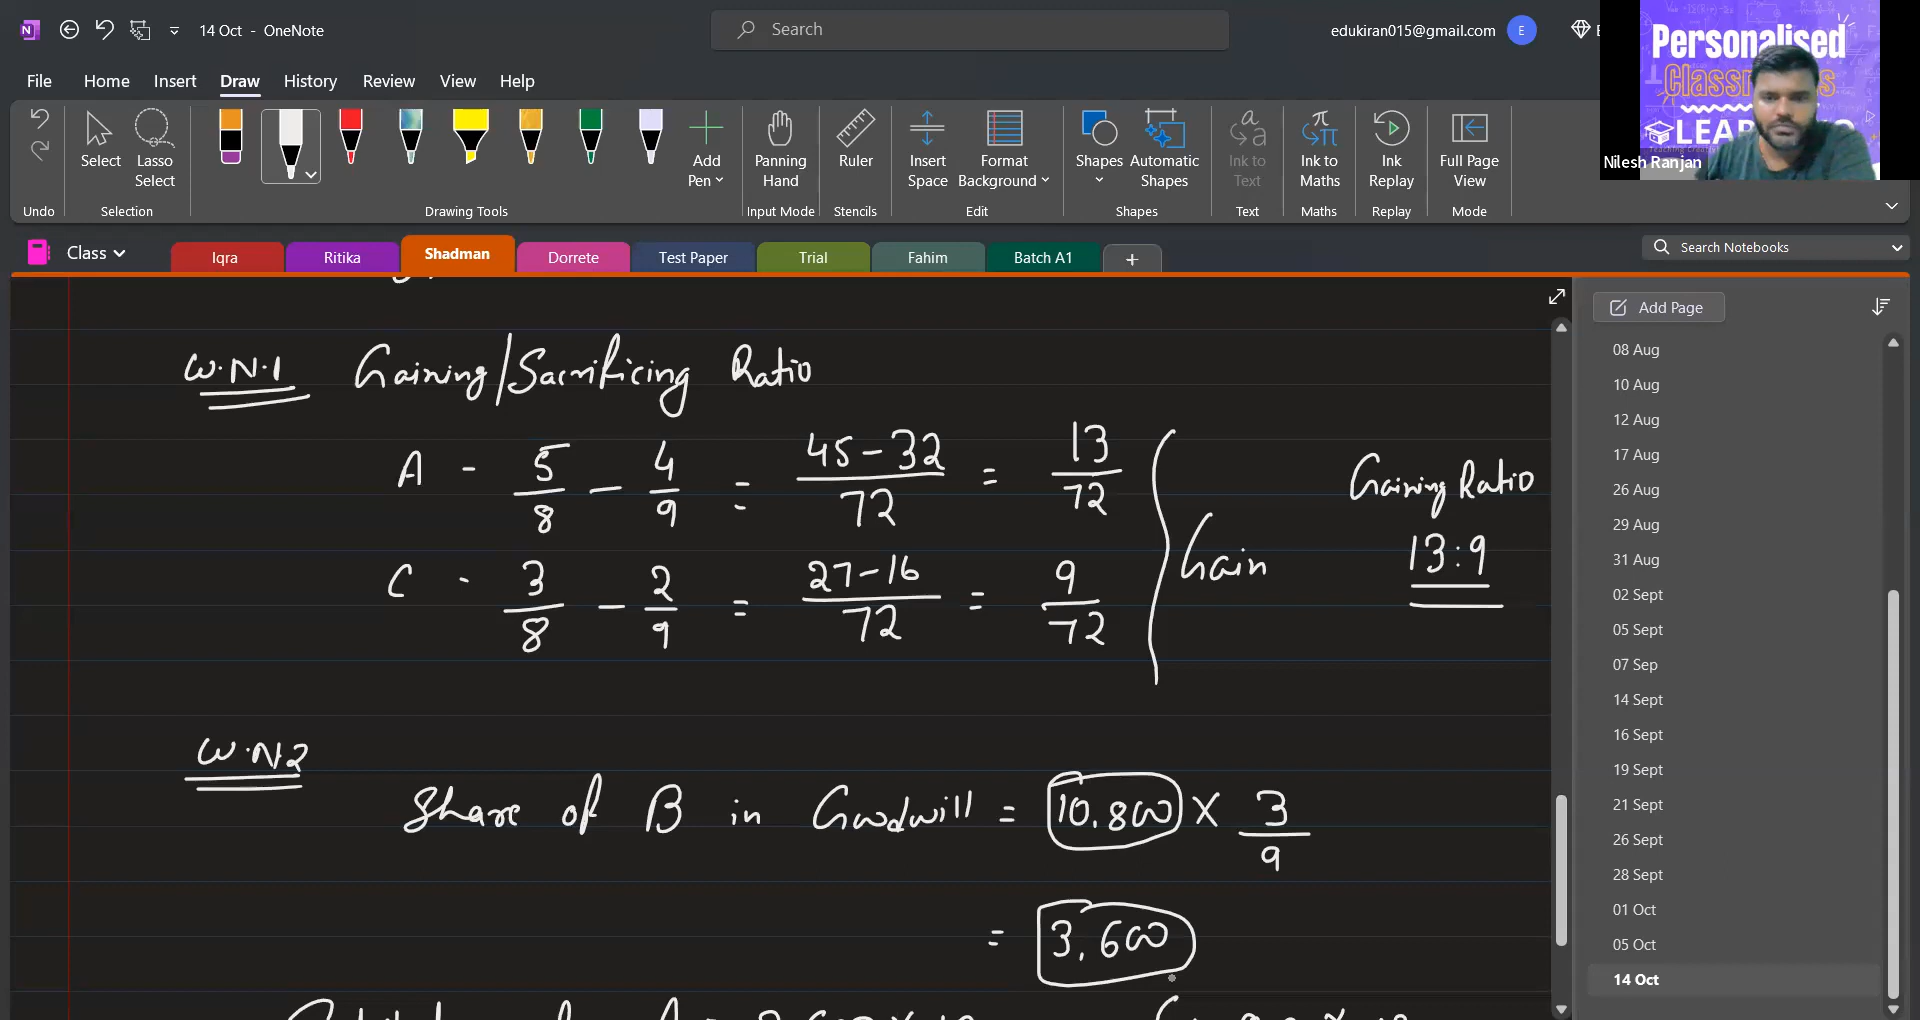 14 Oct - OneNote
Search
edukiran015@gmail.com
E
Personalised
Classrooms
LEAR
Nilesh Ranjan
File Home Insert Draw History Review View Help
Select
Lasso Select
Add Pen
Panning Hand
Ruler
Insert Space
Format Background
Shapes
Automatic Shapes
Ink to Text
Ink to Maths
Ink Replay
Full Page View
Undo Selection Drawing Tools Input Mode Stencils Edit Shapes Text Maths Replay Mode
Class
Iqra Ritika Shadman Dorrete Test Paper Trial Fahim Batch A1 +
Search Notebooks
Add Page
08 Aug
10 Aug
12 Aug
17 Aug
26 Aug
29 Aug
31 Aug
02 Sept
05 Sept
07 Sep
14 Sept
16 Sept
19 Sept
21 Sept
26 Sept
28 Sept
01 Oct
05 Oct
14 Oct
W.N.1 Gaining/Sacrificing Ratio
A - 5/8 - 4/9 = 45-32/72 = 13/72
C - 3/8 - 2/9 = 27-16/72 = 9/72
Gain
Gaining Ratio
13:9
W.N.2
Share of B in Goodwill = 10,800 X 3/9
= 3,600